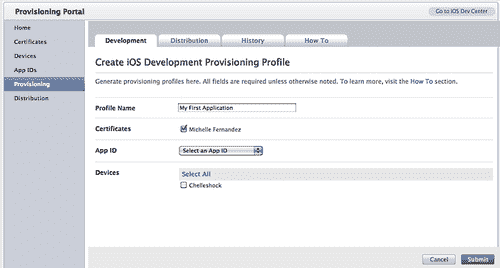 Provisioning Portal
Go to iOS Dev Center
Home
Certificates
Devices
App IDs
Provisioning
Distribution
Development
Distribution
History
How To
Create iOS Development Provisioning Profile
Generate provisioning profiles here. All fields are required unless otherwise noted. To learn more, visit the How To section.
Profile Name
My First Application
Certificates
Michelle Fernandez
App ID
Select an App ID
Devices
Select All
Chelleshock
Cancel
Submit